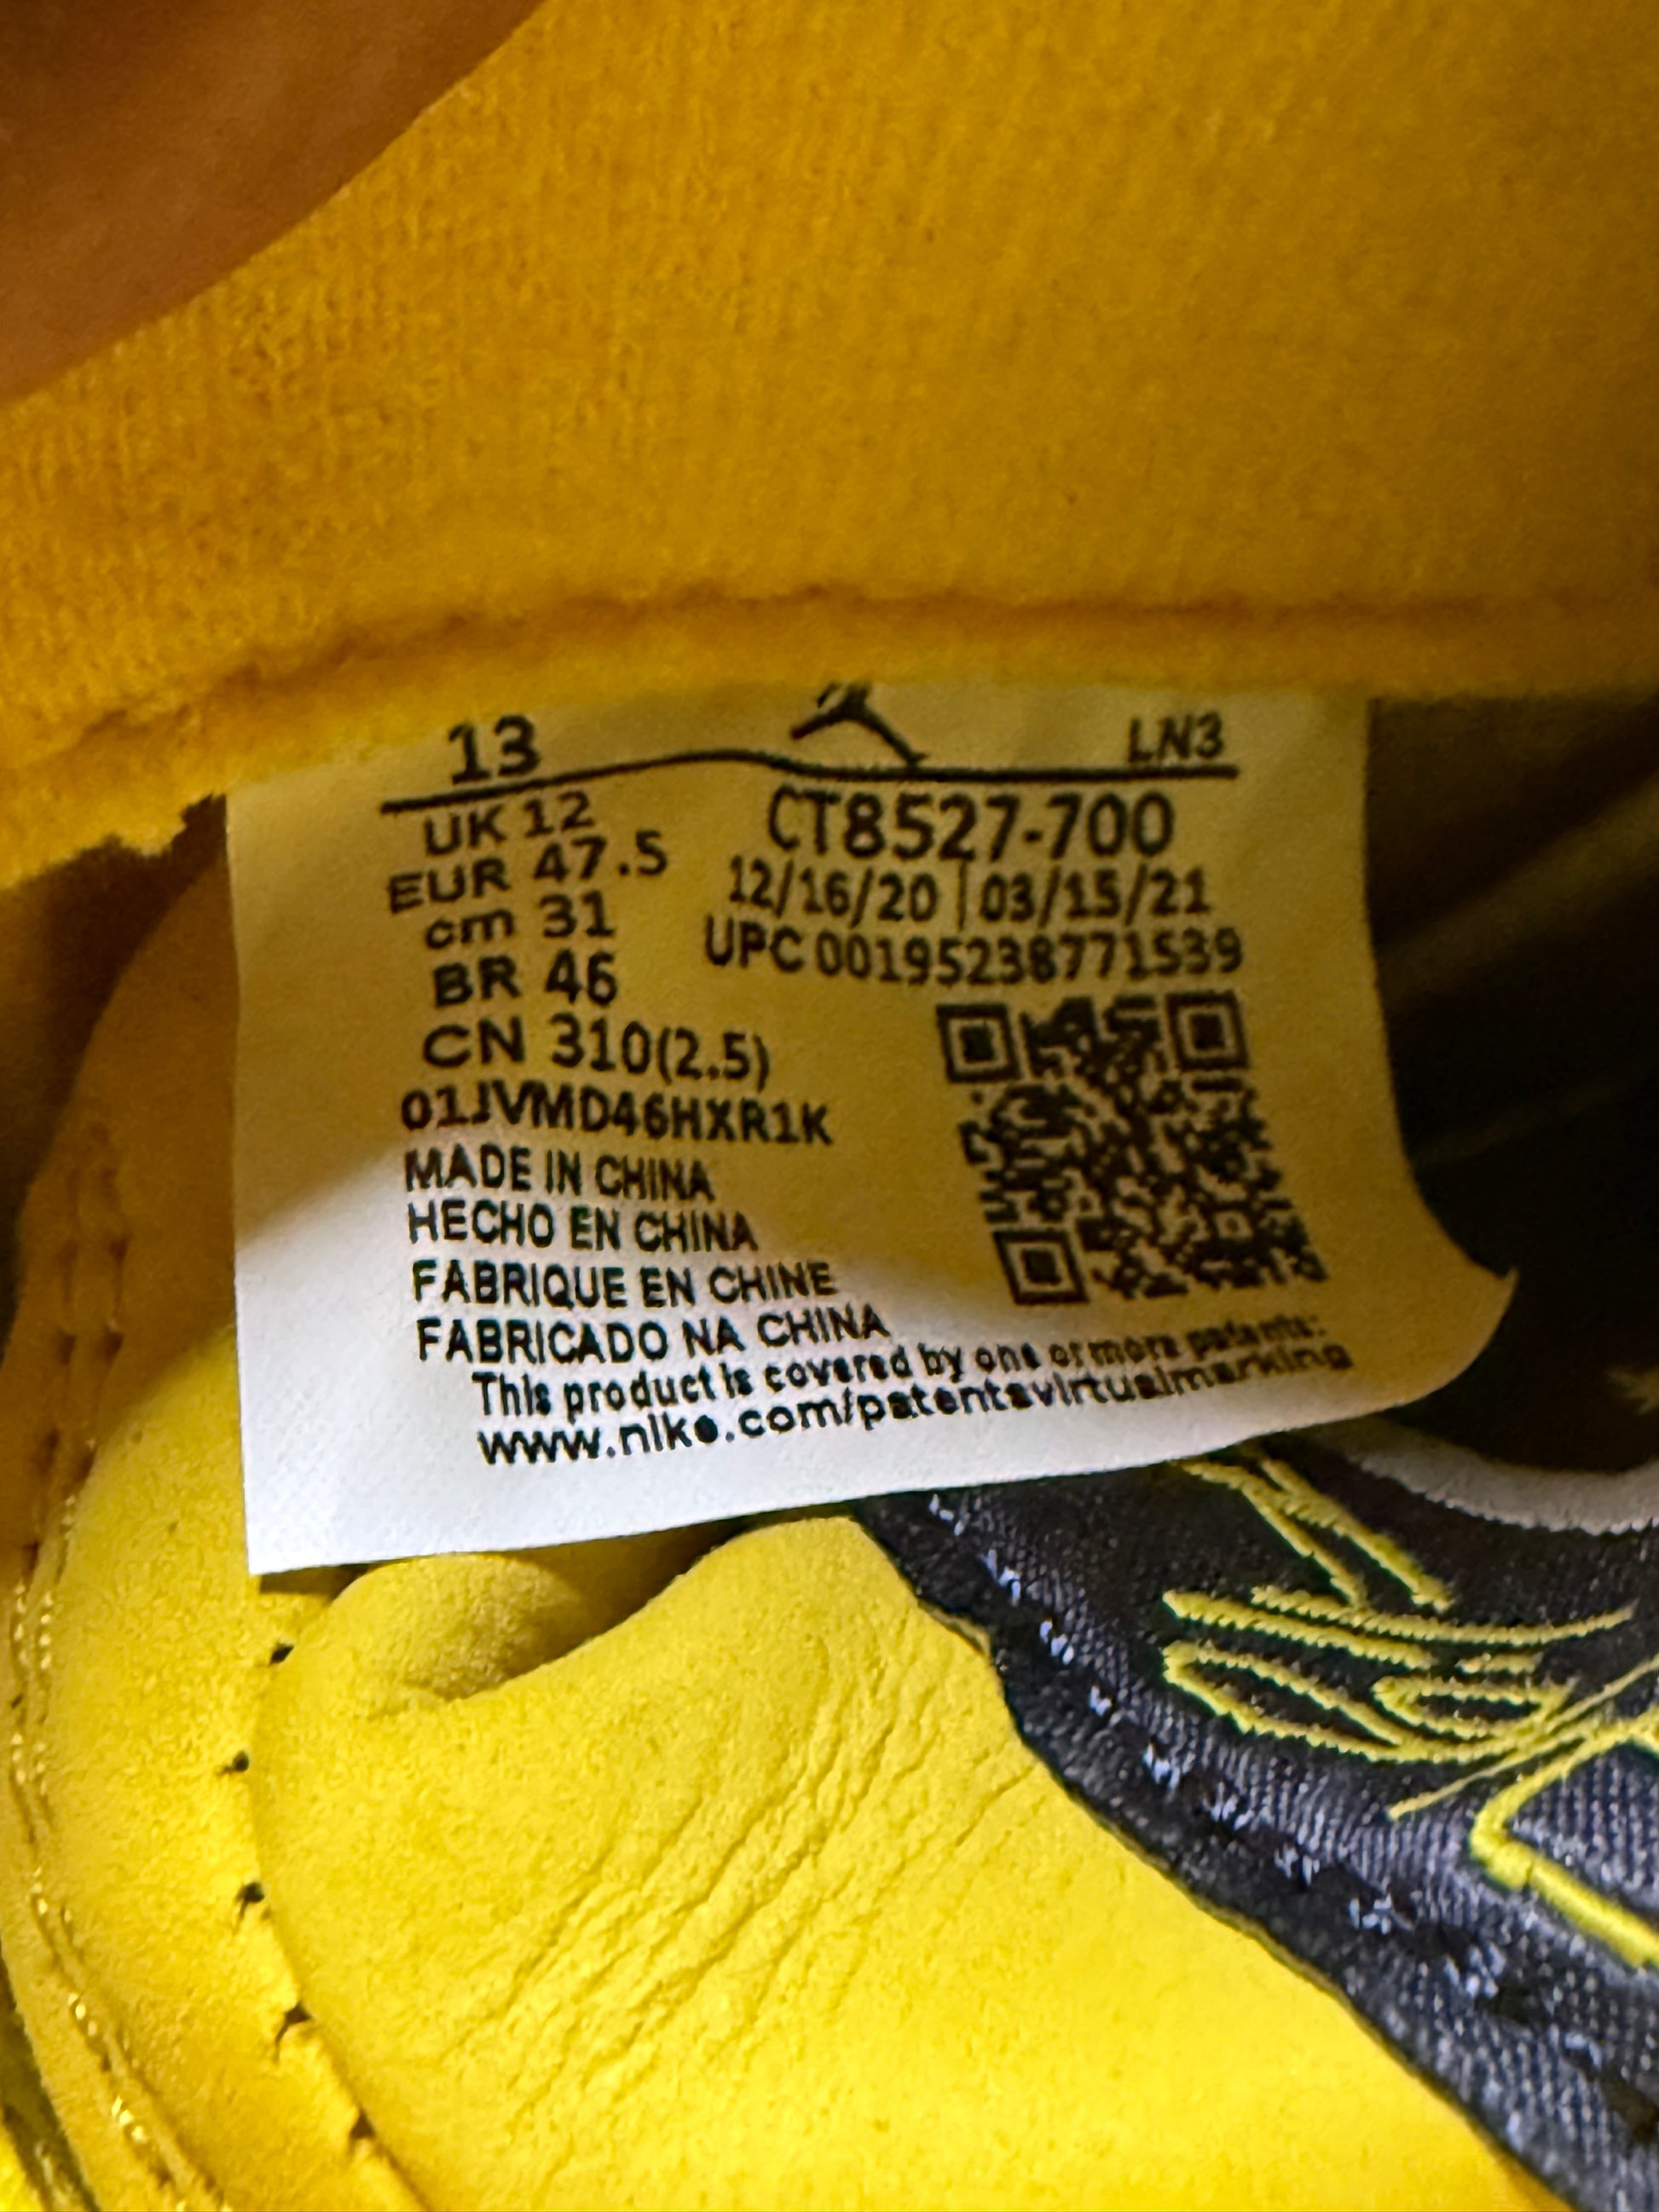 13
LN3
UK 12
EUR 47.5
cm 31
BR 46
CN 310(2.5)
CT8527-700
12/16/20 | 03/15/21
UPC 00195238771539
01JVMD46HXR1K
MADE IN CHINA
HECHO EN CHINA
FABRIQUE EN CHINE
FABRICADO NA CHINA
This product is covered by one or more patents:
www.nike.com/patentsvirtualmarking